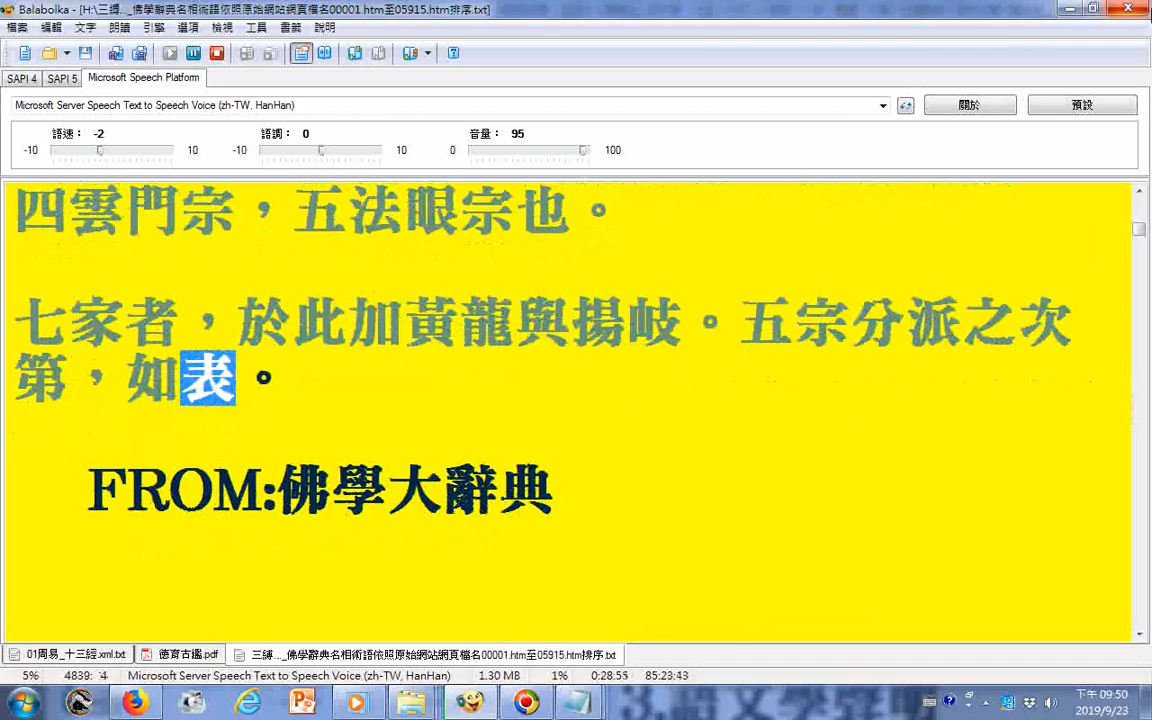 Balabolka - [H:\三縛..._佛學辭典名相術語依照原始網站網頁檔名00001.htm至05915.htm排序.txt]
檔案 編輯 文字 朗讀 引擎 選項 檢視 工具 書籤 說明
SAPI 4 SAPI 5 Microsoft Speech Platform
Microsoft Server Speech Text to Speech Voice (zh-TW, HanHan) 關於 預設
語速： -2 語調： 0 音量： 95
-10 10 -10 10 0 100
四雲門宗，五法眼宗也。
七家者，於此加黃龍與揚岐。五宗分派之次
第，如表。
FROM:佛學大辭典
01周易_十三經.xml.txt 德育古鑑.pdf 三縛..._佛學辭典名相術語依照原始網站網頁檔名00001.htm至05915.htm排序.txt
5% Microsoft Server Speech Text to Speech Voice (zh-TW, HanHan) 1.30 MB 1% 0:28:55 85:23:43
下午 09:50
2019/9/23